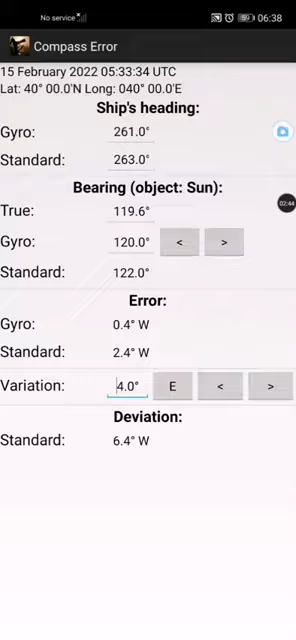 No service 06:38
Compass Error
15 February 2022 05:33:34 UTC
Lat: 40° 00.0'N Long: 040° 00.0'E
Ship's heading:
Gyro: 261.0°
Standard: 263.0°
Bearing (object: Sun):
True: 119.6°
02:44
Gyro: 120.0° < >
Standard: 122.0°
Error:
Gyro: 0.4° W
Standard: 2.4° W
Variation: 4.0° E < >
Deviation:
Standard: 6.4° W